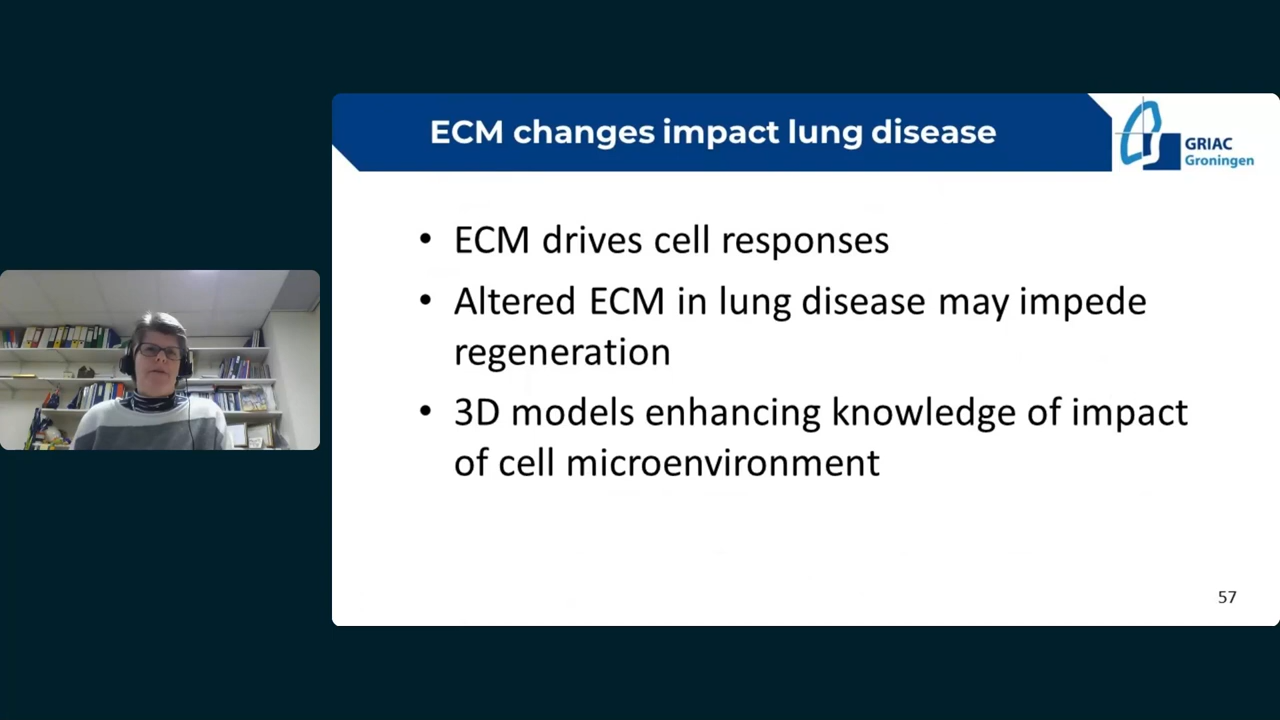 ECM changes impact lung disease
GRIAC
Groningen
• ECM drives cell responses
• Altered ECM in lung disease may impede
regeneration
• 3D models enhancing knowledge of impact
of cell microenvironment
57